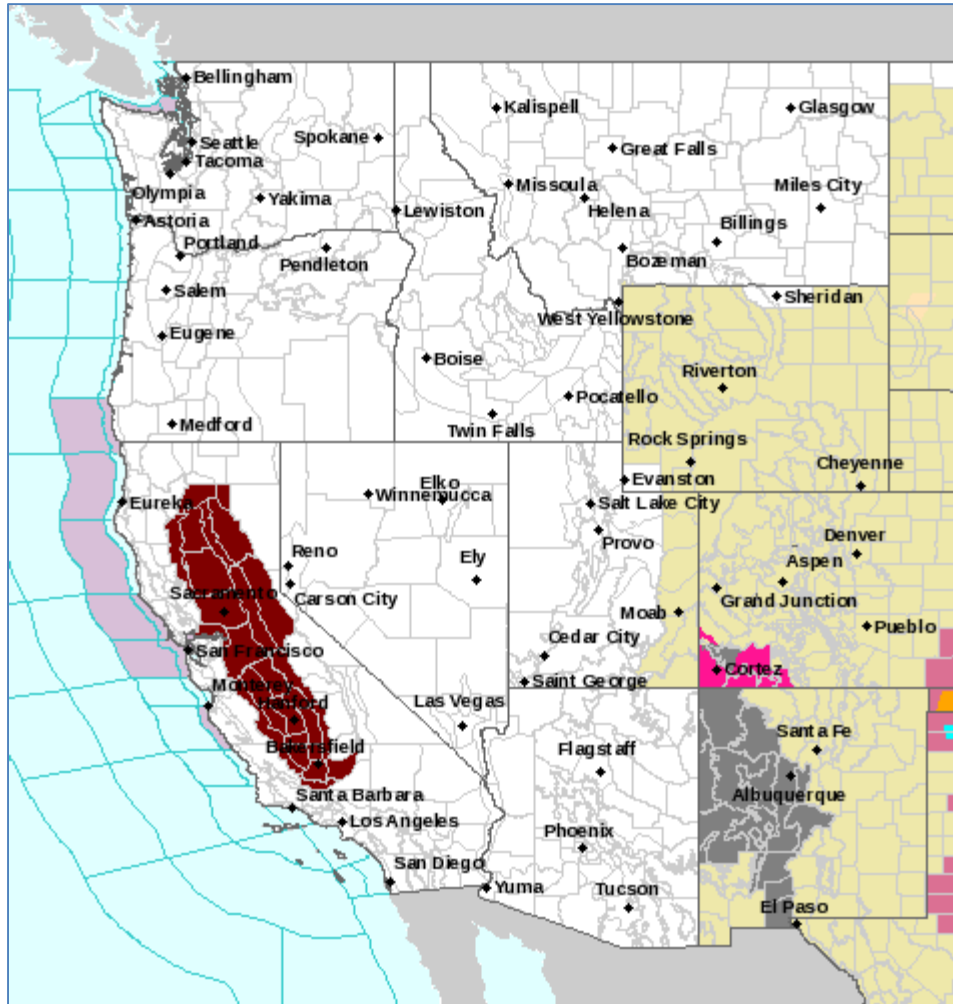 Bellingham
Kalispell
Glasgow
Spokane
Seattle
Great Falls
Tacoma
Missoula
Miles City
Olympia
Yakima
Helena
Lewiston
Astoria
Billings
Portland
Bozeman
Pendleton
Salem
Sheridan
West Yellowstone
Eugene
Boise
Riverton
Pocatello
Medford
Twin Falls
Rock Springs
Cheyenne
Elko
Evanston
Winnemucca
Eureka
Salt Lake City
Denver
Provo
Reno
Ely
Aspen
Sacramento
Carson City
Grand Junction
Moab
Pueblo
Cedar City
San Francisco
Cortez
Saint George
Monterey
Hanford
Las Vegas
Santa Fe
Bakersfield
Flagstaff
Albuquerque
Santa Barbara
Los Angeles
Phoenix
San Diego
Yuma
Tucson
El Paso